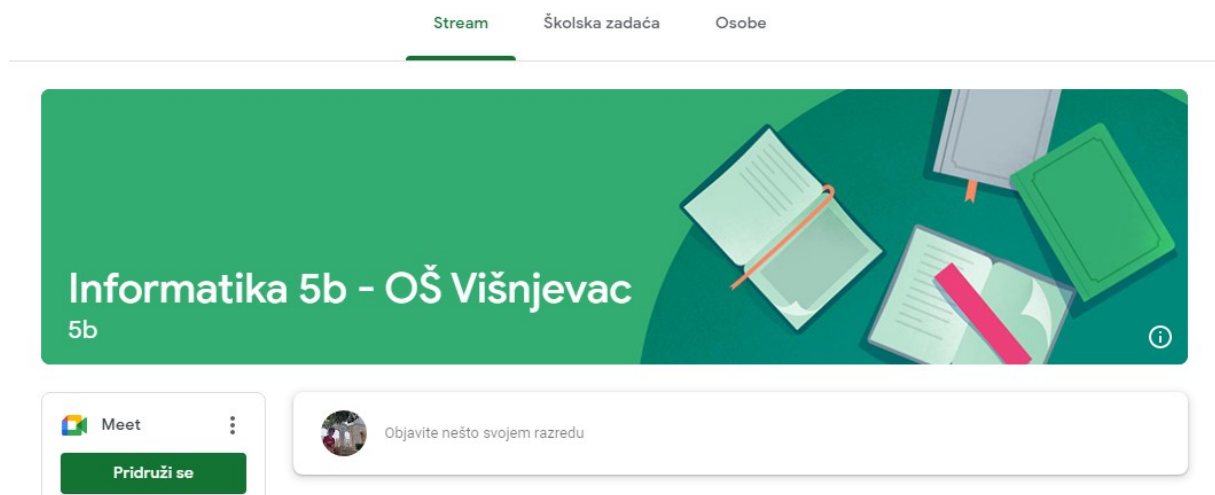 Stream Školska zadaća Osobe
Informatika 5b - OŠ Višnjevac
5b
Meet
Objavite nešto svojem razredu
Pridruži se